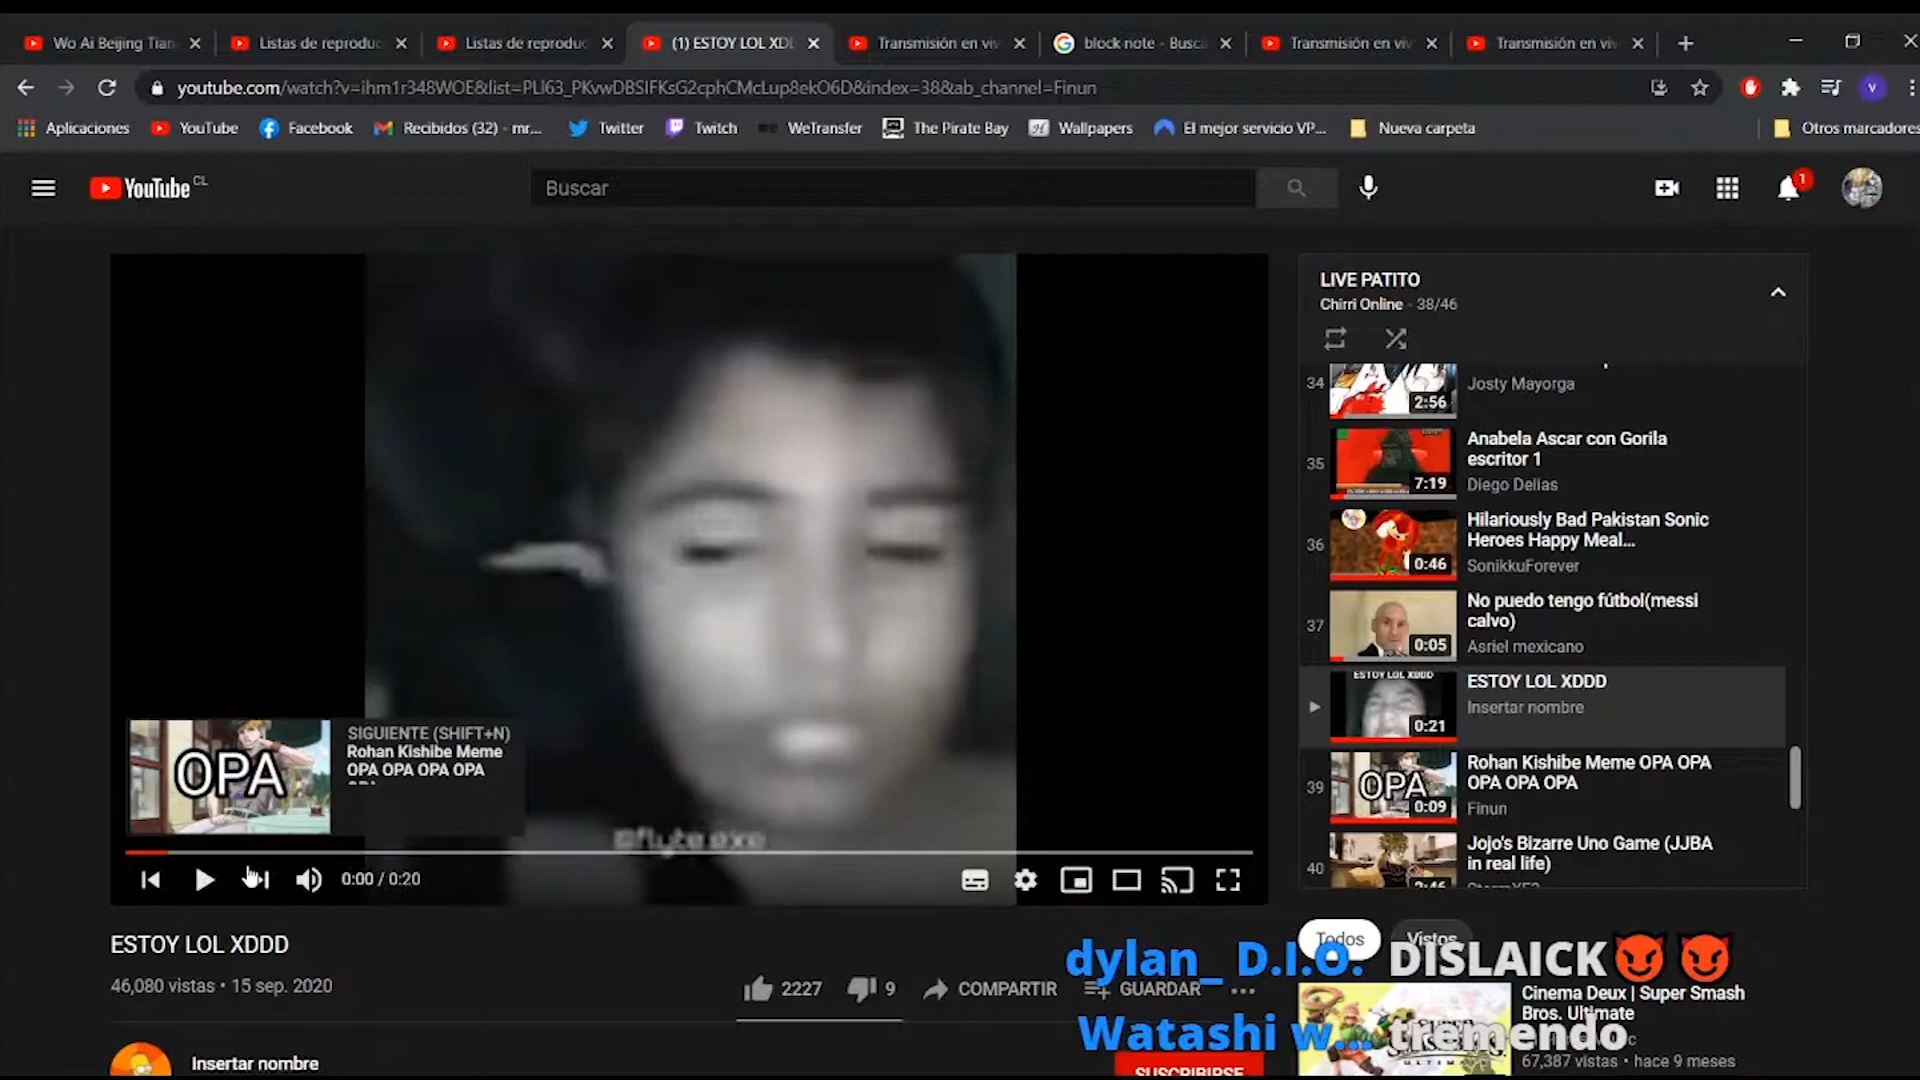 Wo Ai Beijing Tian
Listas de reproduc
Listas de reproduc
(1) ESTOY LOL XD
Transmisión en viv
block note - Busca
Transmisión en viv
Transmisión en viv
youtube.com/watch?v=ihm1r348WOE&list=PLl63_PKvwDBSIFKsG2cphCMcLup8ekO6D&index=38&ab_channel=Finun
V
Aplicaciones
YouTube
Facebook
Recibidos (32) - mr...
Twitter
Twitch
WeTransfer
The Pirate Bay
Wallpapers
El mejor servicio VP...
Nueva carpeta
Otros marcadores
YouTube CL
Buscar
1
LIVE PATITO
Chirri Online - 38/46
34
2:56
Josty Mayorga
35
7:19
Anabela Ascar con Gorila
escritor 1
Diego Delias
36
0:46
Hilariously Bad Pakistan Sonic
Heroes Happy Meal...
SonikkuForever
37
0:05
No puedo tengo fútbol(messi
calvo)
Asriel mexicano
ESTOY LOL XDDD
0:21
ESTOY LOL XDDD
Insertar nombre
39
OPA
0:09
Rohan Kishibe Meme OPA OPA
OPA OPA OPA
Finun
40
Jojo's Bizarre Uno Game (JJBA
in real life)
OPA
SIGUIENTE (SHIFT+N)
Rohan Kishibe Meme
OPA OPA OPA OPA
@flyte.exe
0:00 / 0:20
ESTOY LOL XDDD
46,080 vistas • 15 sep. 2020
2227
9
COMPARTIR
GUARDAR
Insertar nombre
SUSCRIBIRSE
Todos
Vistos
dylan_ D.I.O. DISLAICK😈😈
Watashi w... tremendo
Cinema Deux | Super Smash
Bros. Ultimate
67,387 vistas • hace 9 meses